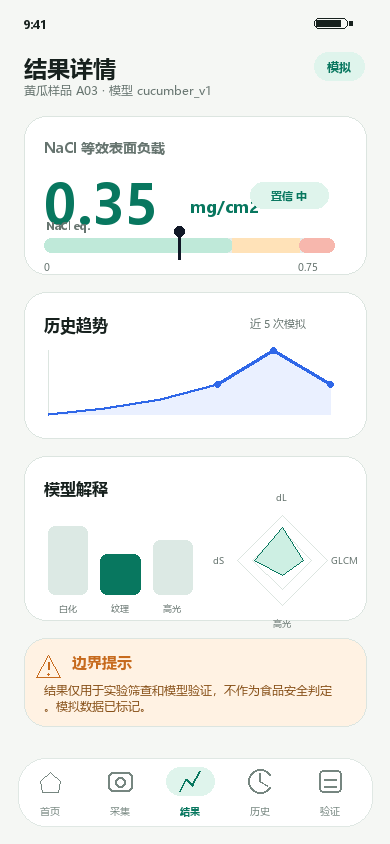 9:41
结果详情
模拟
黄瓜样品 A03 · 模型 cucumber_v1
NaCl 等效表面负载
0.35 mg/cm2
置信 中
NaCl eq.
0 0.75
历史趋势
近 5 次模拟
模型解释
dL
dS
GLCM
高光
白化
纹理
高光
边界提示
结果仅用于实验筛查和模型验证，不作为食品安全判定
。模拟数据已标记。
首页
采集
结果
历史
验证